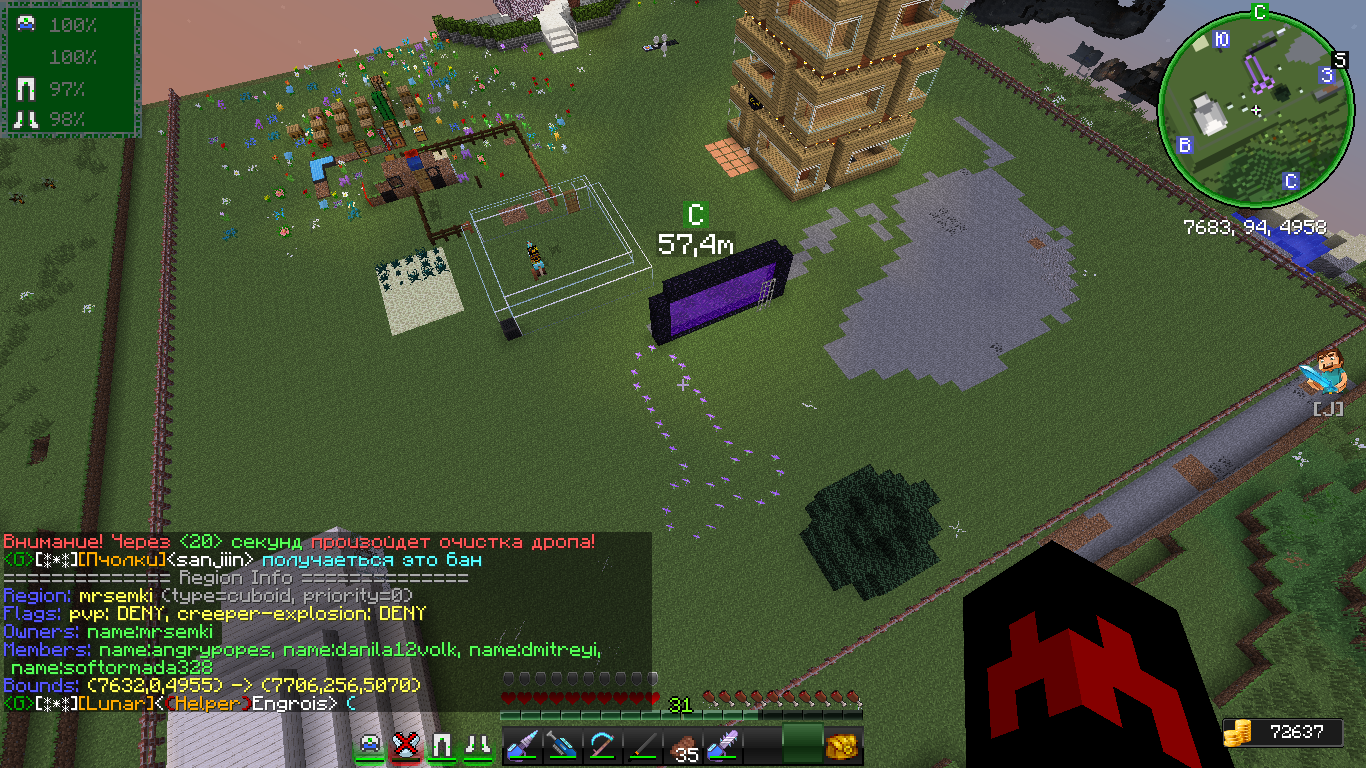 100%
100%
97%
98%
C
Ю
S
З
В
С
7683, 94, 4958
C
57,4m
[J]
Внимание! Через <20> секунд произойдет очистка дропа!
<G>[⁂][Пчолки]<sanjiin> получаеться это бан
============== Region Info ==============
Region: mrsemki (type=cuboid, priority=0)
Flags: pvp: DENY, creeper-explosion: DENY
Owners: name:mrsemki
Members: name:angrypopes, name:danila12volk, name:dmitreyi,
name:softormada328
Bounds: (7632,0,4955) -> (7706,256,5070)
<G>[⁂][Lunar]<(Helper)Engrois> С
31
35
72637